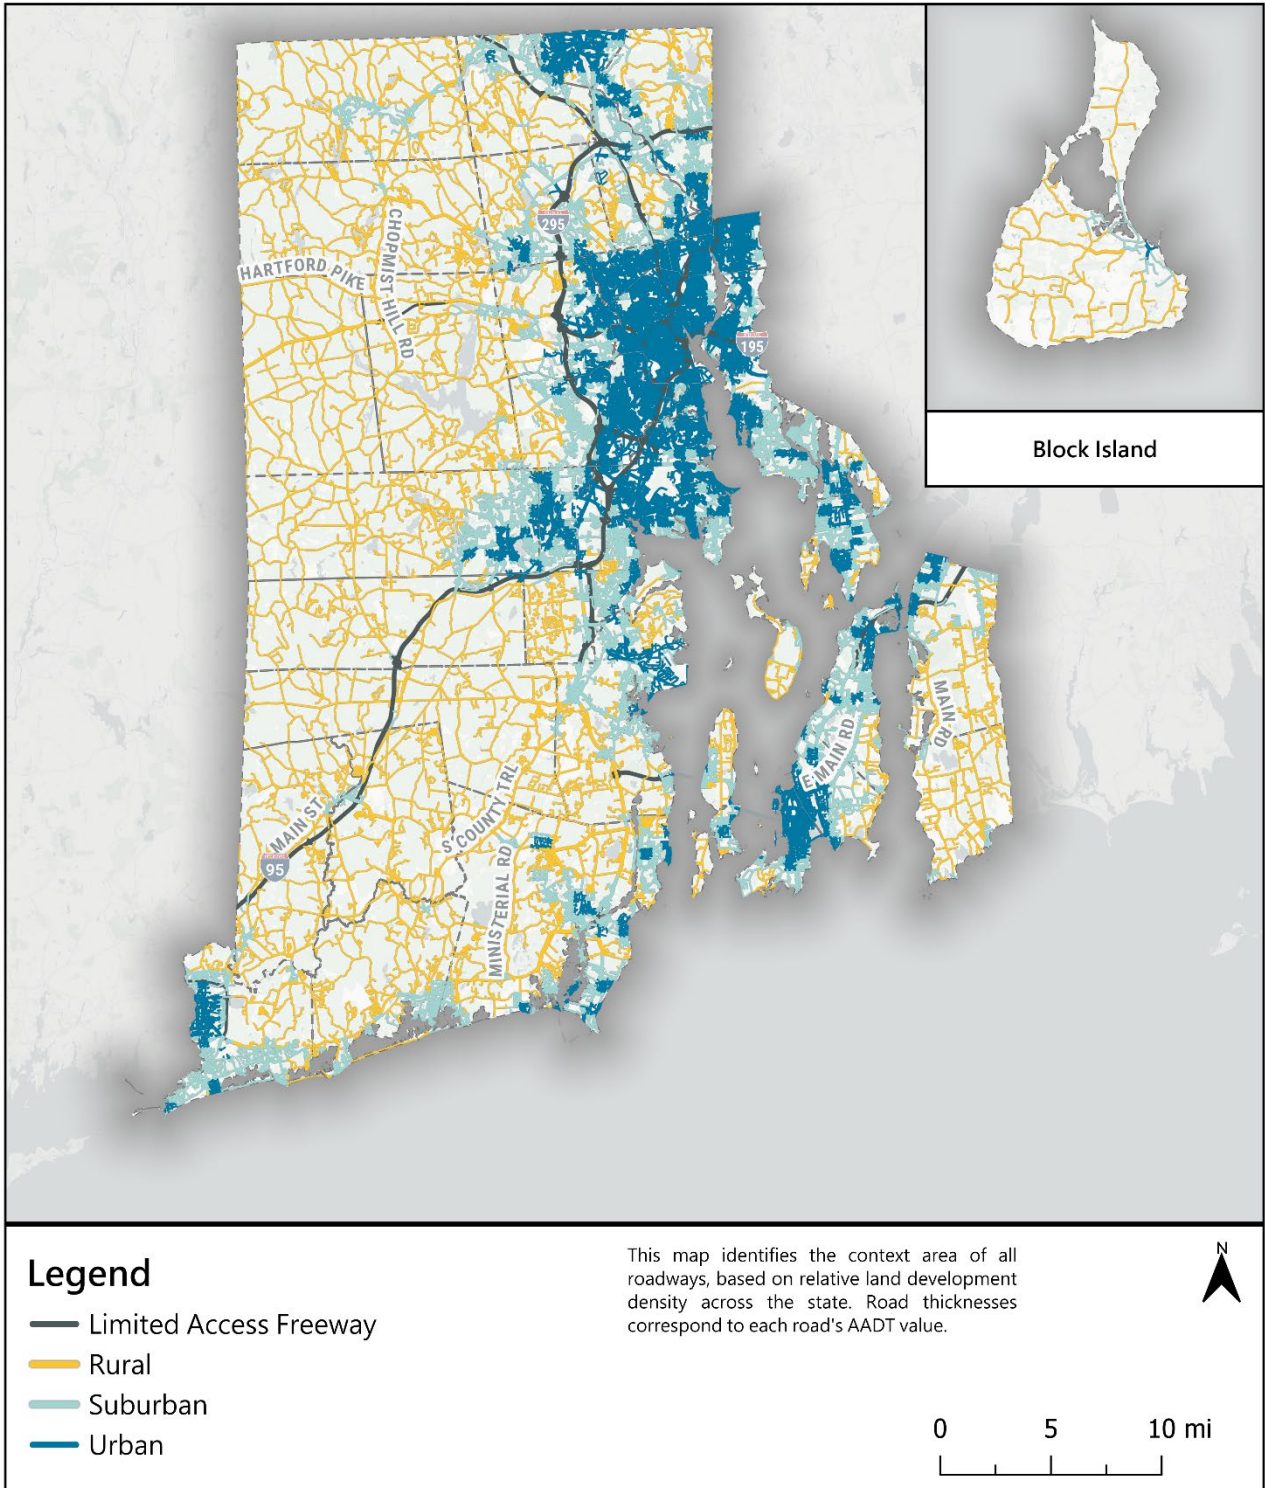 295
CHOPMIST HILL RD
HARTFORD PIKE
195
Block Island
MAIN RD
E MAIN RD
S COUNTY TRL
MAIN ST
95
MINISTERIAL RD
Legend
Limited Access Freeway
Rural
Suburban
Urban
This map identifies the context area of all
roadways, based on relative land development
density across the state. Road thicknesses
correspond to each road's AADT value.
N
0 5 10 mi